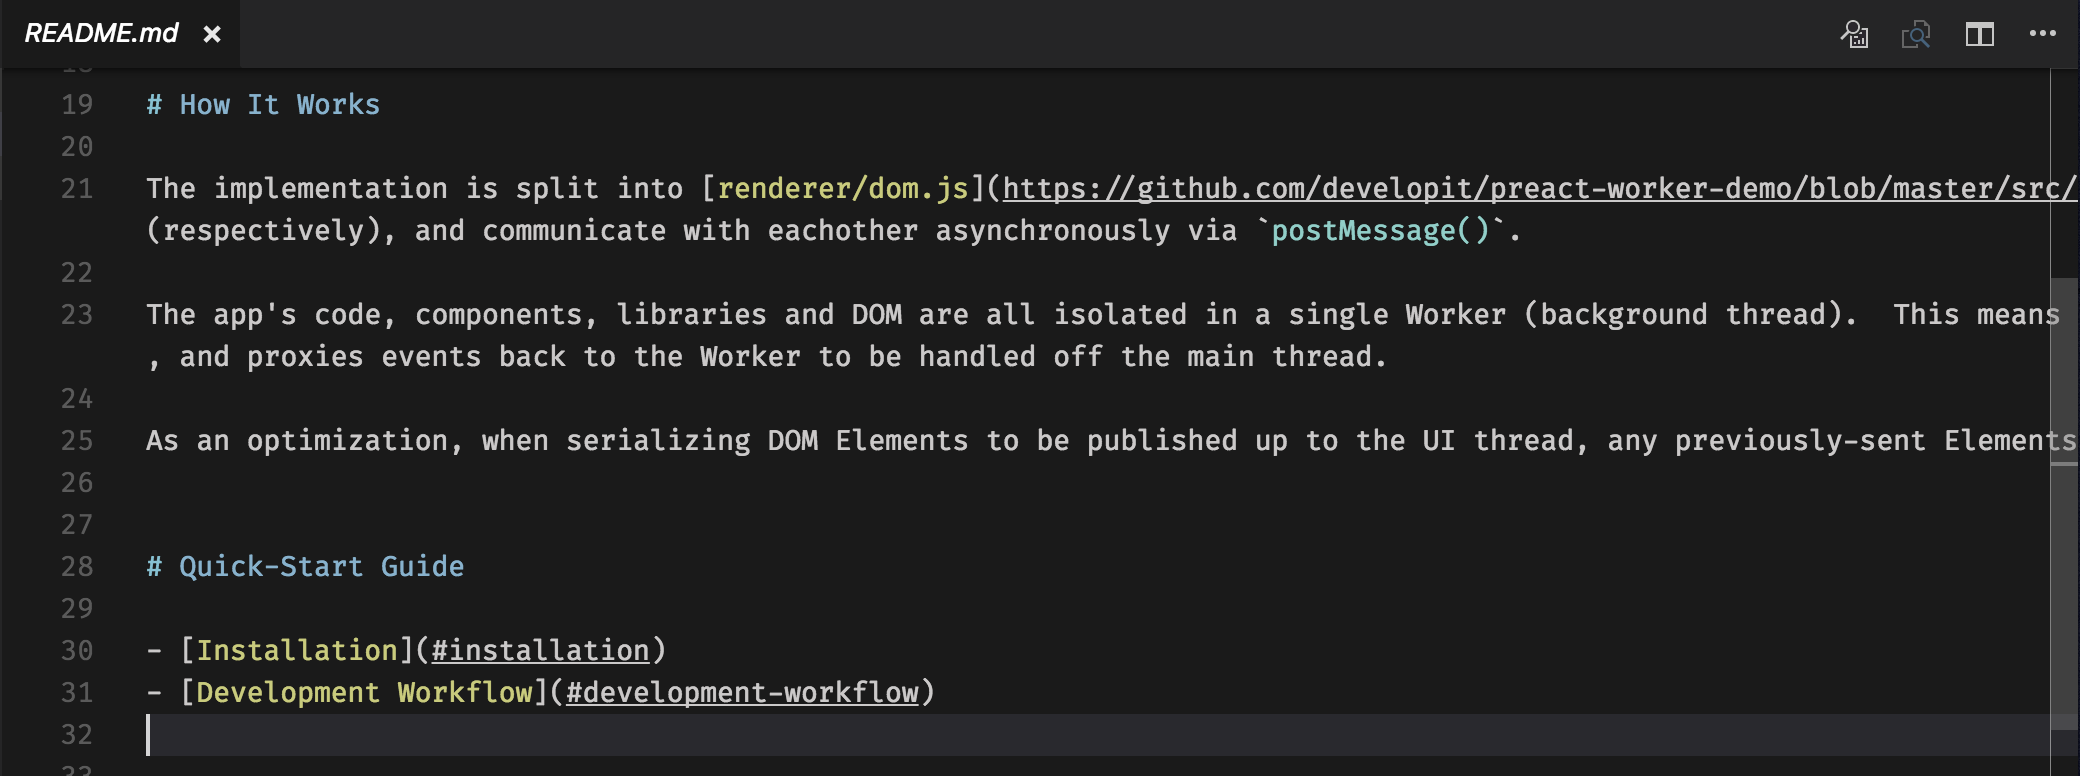 README.md
19 # How It Works
20
21 The implementation is split into [renderer/dom.js](https://github.com/developit/preact-worker-demo/blob/master/src/
(respectively), and communicate with eachother asynchronously via `postMessage()`.
22
23 The app's code, components, libraries and DOM are all isolated in a single Worker (background thread).  This means
, and proxies events back to the Worker to be handled off the main thread.
24
25 As an optimization, when serializing DOM Elements to be published up to the UI thread, any previously-sent Elements
26
27
28 # Quick-Start Guide
29
30 - [Installation](#installation)
31 - [Development Workflow](#development-workflow)
32